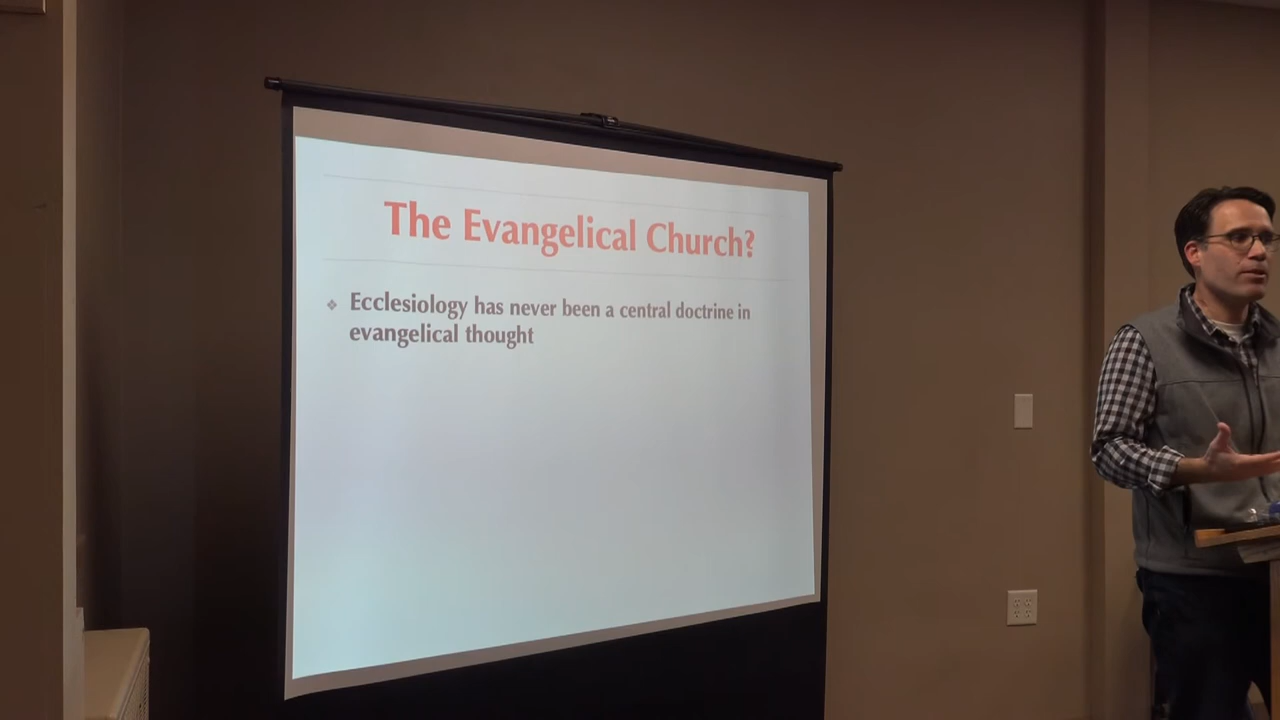 The Evangelical Church?
Ecclesiology has never been a central doctrine in
evangelical thought